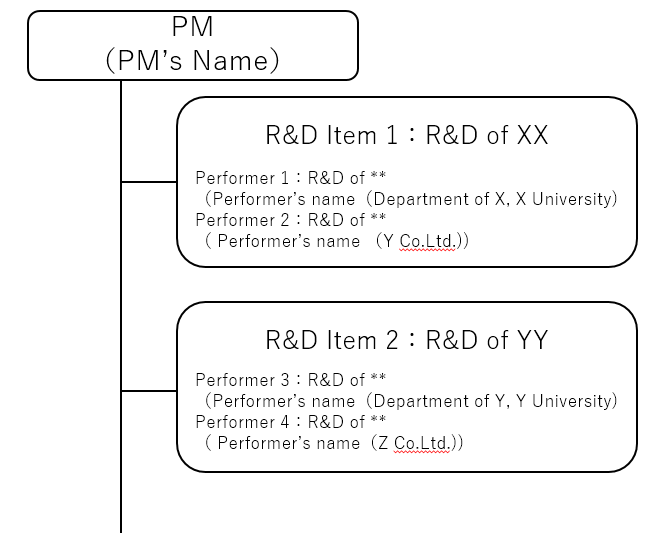 PM
（PM’s Name）
R&D Item 1：R&D of XX
Performer 1：R&D of **
（Performer’s name（Department of X, X University)
Performer 2：R&D of **
（ Performer’s name （Y Co.Ltd.))
R&D Item 2：R&D of YY
Performer 3：R&D of **
（Performer’s name（Department of Y, Y University)
Performer 4：R&D of **
（ Performer’s name（Z Co.Ltd.))